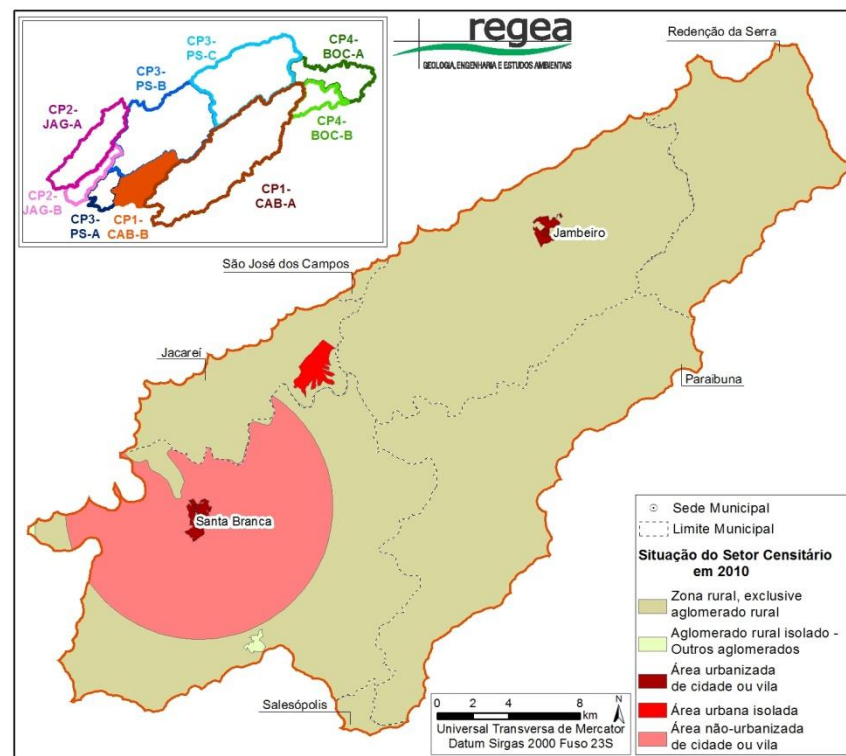 CP4-
BOC-A
CP3-
PS-C
CP3-
PS-B
CP2-
JAG-A
CP4-
BOC-B
CP1-
CAB-A
CP2-
JAG-B
CP3-
PS-A
CP1-
CAB-B
regea
GEOLOGIA, ENGENHARIA E ESTUDOS AMBIENTAIS
Redenção da Serra
Jambeiro
São José dos Campos
Jacareí
Paraibuna
Santa Branca
Salesópolis
Sede Municipal
Limite Municipal
Situação do Setor Censitário
em 2010
Zona rural, exclusive
aglomerado rural
Aglomerado rural isolado -
Outros aglomerados
Área urbanizada
de cidade ou vila
Área urbana isolada
Área não-urbanizada
de cidade ou vila
0 2 4 8
km
N
Universal Transversa de Mercator
Datum Sirgas 2000 Fuso 23S